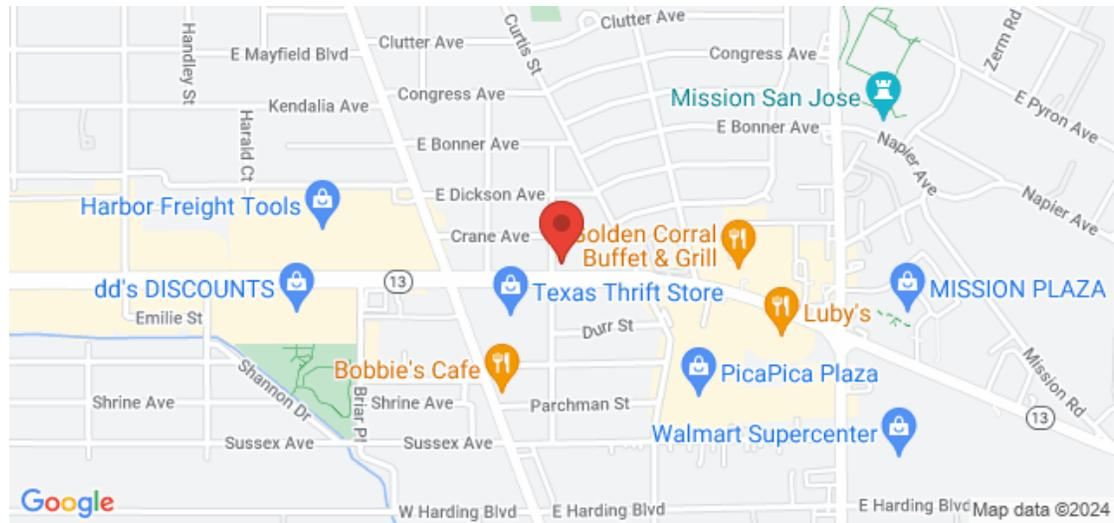 Clutter Ave
Handley St
Curtis St
Zerm Rd
E Mayfield Blvd
Clutter Ave
Congress Ave
Kendalia Ave
Congress Ave
Mission San Jose
E Pyron Ave
Harald Ct
E Bonner Ave
E Bonner Ave
Napier Ave
Harbor Freight Tools
E Dickson Ave
Napier Ave
Crane Ave
Golden Corral
Buffet & Grill
dd's DISCOUNTS
13
Texas Thrift Store
MISSION PLAZA
Emilie St
Durr St
Luby's
Bobbie's Cafe
PicaPica Plaza
Mission Rd
Shannon Dr
Briar Pl
Shrine Ave
Shrine Ave
Parchman St
13
Sussex Ave
Sussex Ave
Walmart Supercenter
Google
W Harding Blvd
E Harding Blvd
E Harding Blvd
Map data ©2024